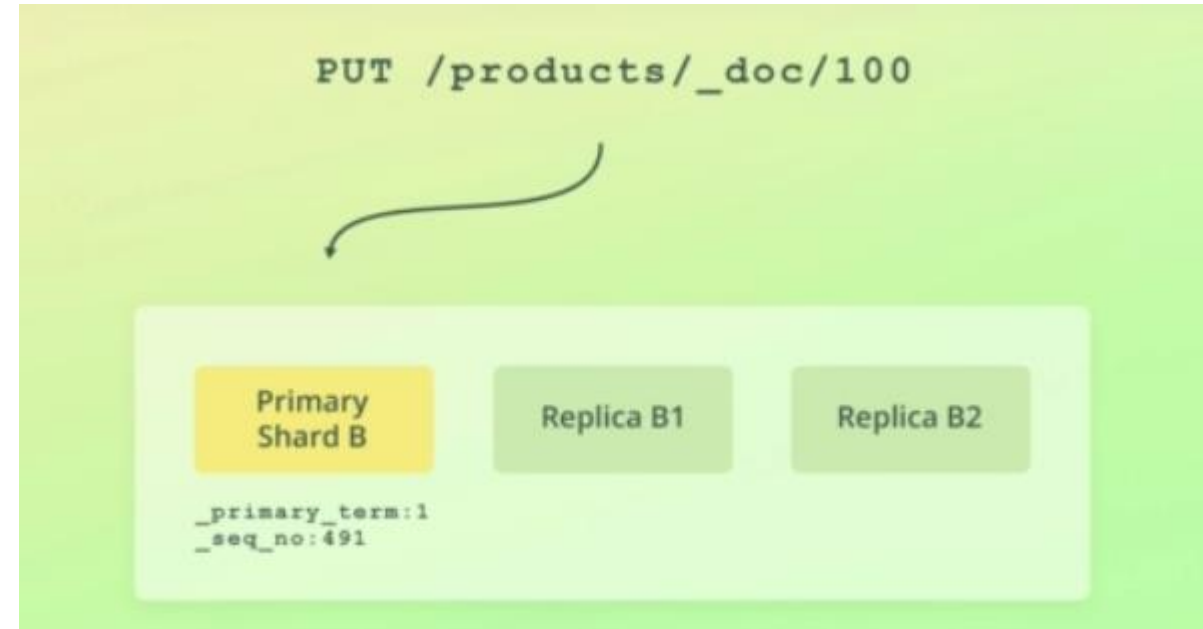 PUT /products/_doc/100
Primary
Shard B
Replica B1
Replica B2
_primary_term:1
_seq_no:491